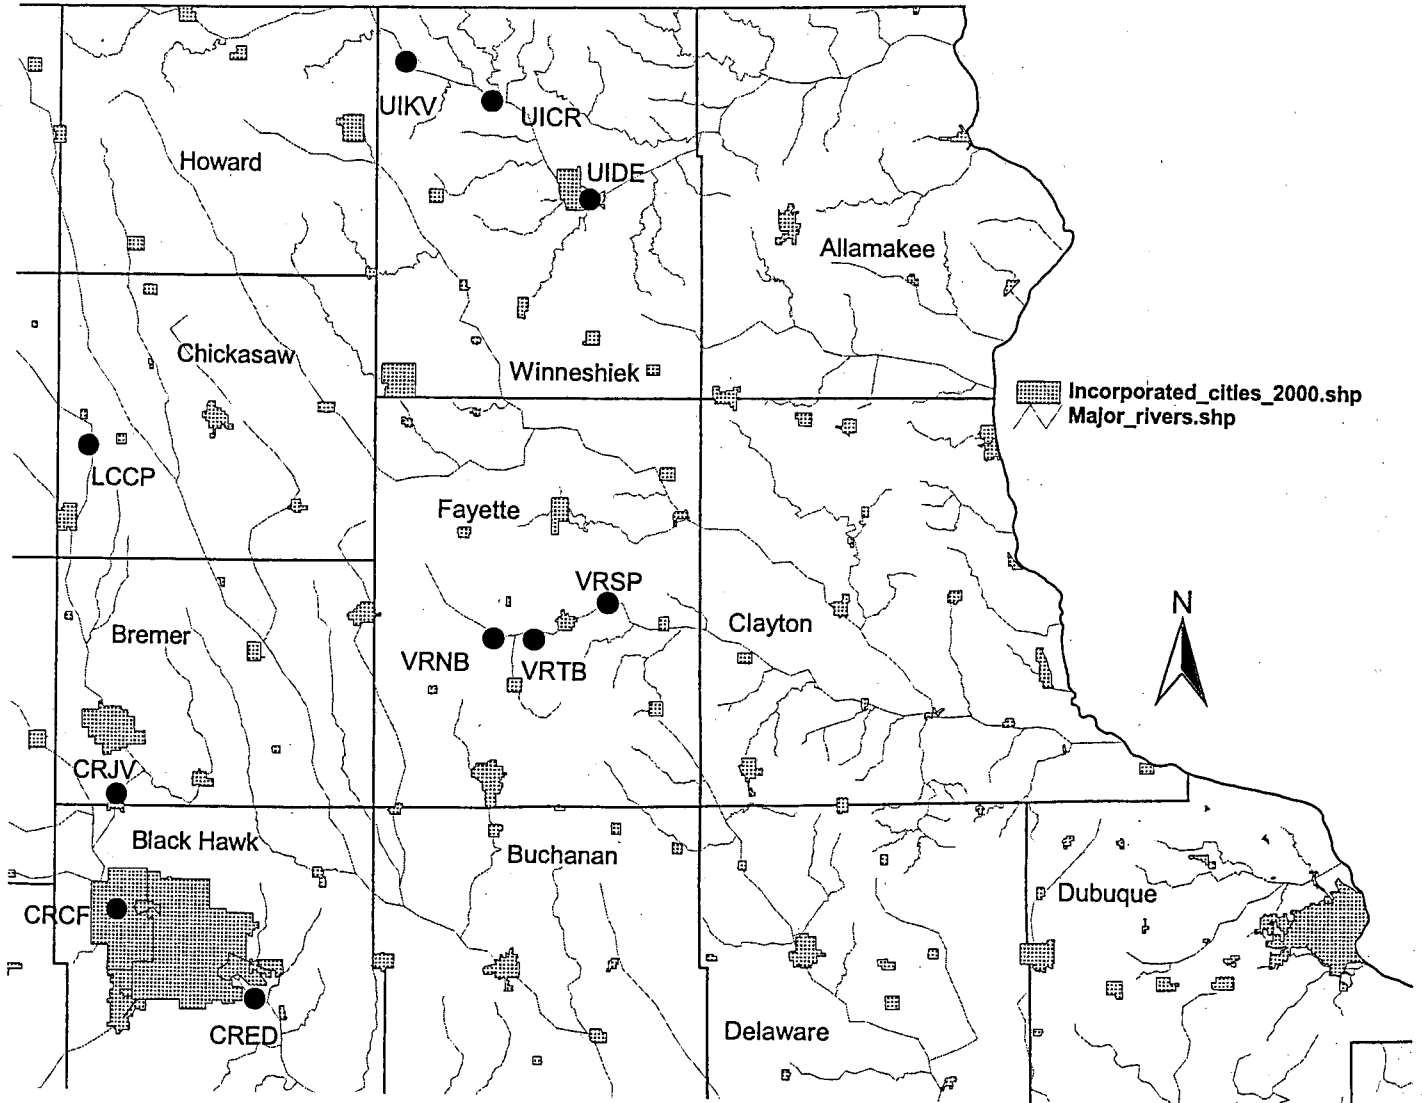 UIKV
UICR
Howard
UIDE
Allamakee
Chickasaw
Winneshiek
Incorporated_cities_2000.shp
Major_rivers.shp
LCCP
Fayette
VRSP
N
Bremer
Clayton
VRNB
VRTB
CRJV
Black Hawk
Buchanan
Dubuque
CRCF
CRED
Delaware